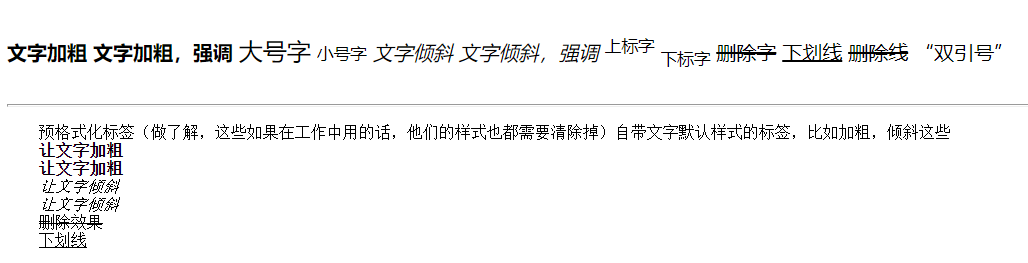 文字加粗 文字加粗，强调 大号字 小号字 文字倾斜 文字倾斜，强调 上标字 下标字 删除字 下划线 删除线 “双引号”
预格式化标签（做了解，这些如果在工作中用的话，他们的样式也都需要清除掉）自带文字默认样式的标签，比如加粗，倾斜这些
让文字加粗
让文字加粗
让文字倾斜
让文字倾斜
删除效果
下划线